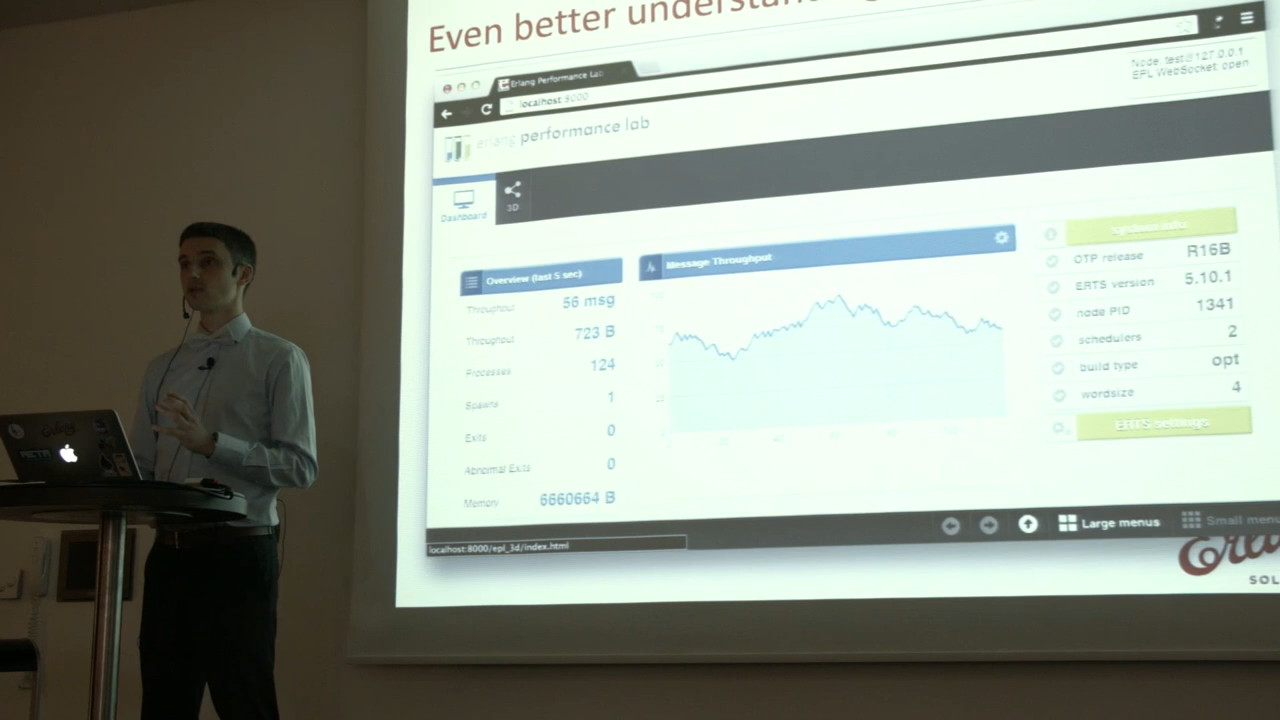 Even better
Erlang Performance Lab
localhost:8000
Node: test@127.0.0.1
EPL WebSocket: open
erlang performance lab
Dashboard
3D
Overview (last 5 sec)
Throughput 56 msg
Throughput 723 B
Processes 124
Spawns 1
Exits 0
Abnormal Exits 0
Memory 6660664 B
Message Throughput
system info
OTP release R16B
ERTS version 5.10.1
node PID 1341
schedulers 2
build type opt
wordsize 4
ERTS settings
Large menus
Small
localhost:8000/epl_3d/index.html